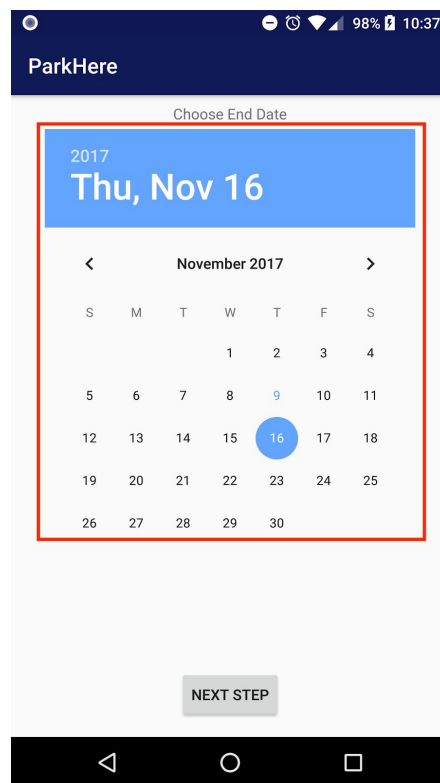 98% 10:37
ParkHere
Choose End Date
2017
Thu, Nov 16
November 2017
S M T W T F S
1 2 3 4
5 6 7 8 9 10 11
12 13 14 15 16 17 18
19 20 21 22 23 24 25
26 27 28 29 30
NEXT STEP